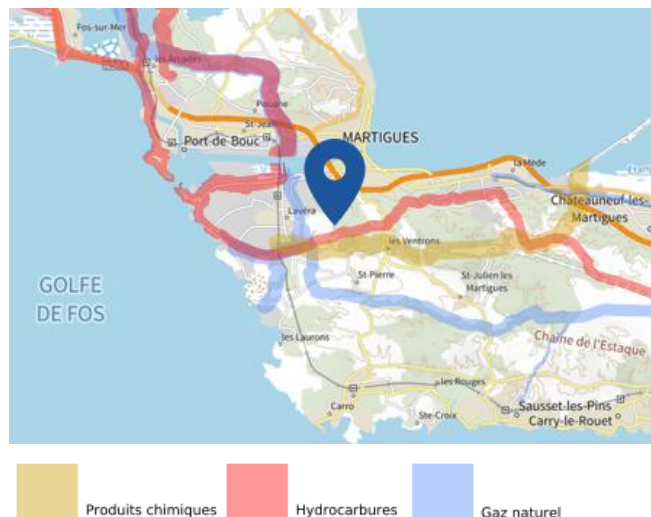 Fos-sur-Mer
les Arcades
Poudrie
St-Jean
Port-de-Bouc
MARTIGUES
la Mède
Châteauneuf-les-
Martigues
Lavéra
les Ventrons
GOLFE
DE FOS
St-Pierre
St-Julien les
Martigues
les Laurons
Chaîne de l'Estaque
les Rouges
Carro
Ste-Croix
Sausset-les-Pins
Carry-le-Rouet
Produits chimiques
Hydrocarbures
Gaz naturel